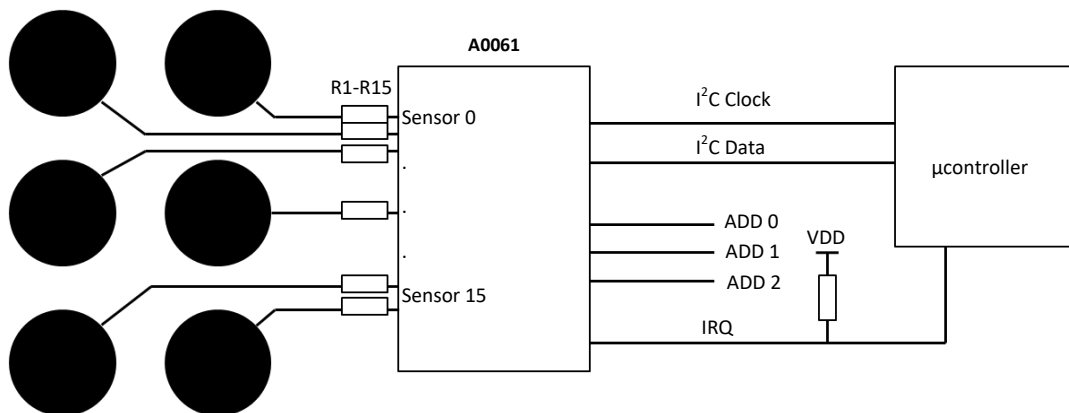 A0061
R1-R15
Sensor 0
.
.
.
Sensor 15
I²C Clock
I²C Data
µcontroller
ADD 0
ADD 1
ADD 2
VDD
IRQ